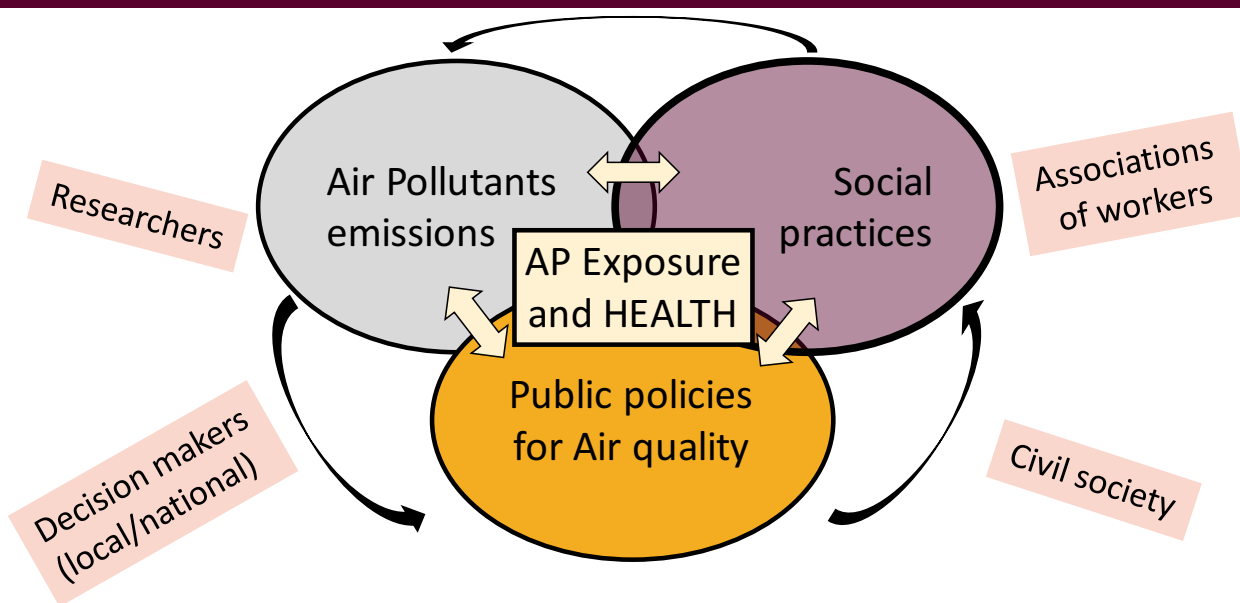 Air Pollutants
emissions
Social
practices
Researchers
Associations
of workers
AP Exposure
and HEALTH
Public policies
for Air quality
Decision makers
(local/national)
Civil society